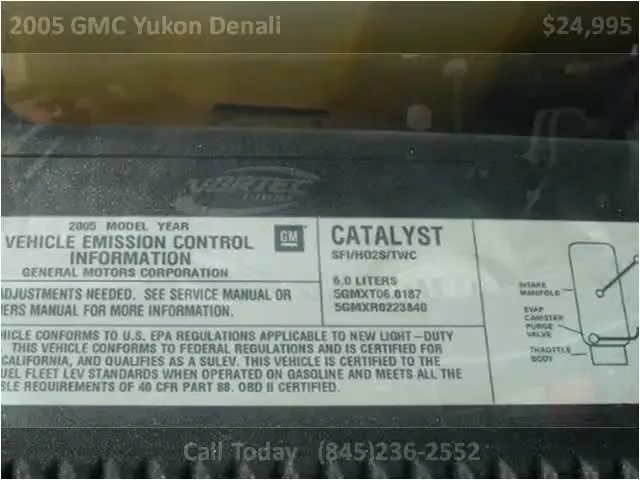 2005 GMC Yukon Denali
$24,995
VORTEC
2005 MODEL YEAR
VEHICLE EMISSION CONTROL
INFORMATION
GENERAL MOTORS CORPORATION
GM
CATALYST
SFI/HO2S/TWC
6.0 LITERS
5GMXT06.0187
5GMXR0223840
ADJUSTMENTS NEEDED. SEE SERVICE MANUAL OR
MANUAL FOR MORE INFORMATION.
CONFORMS TO U.S. EPA REGULATIONS APPLICABLE TO NEW LIGHT-DUTY
THIS VEHICLE CONFORMS TO FEDERAL REGULATIONS AND IS CERTIFIED FOR
CALIFORNIA, AND QUALIFIES AS A SULEV. THIS VEHICLE IS CERTIFIED TO THE
FLEET LEV STANDARDS WHEN OPERATED ON GASOLINE AND MEETS ALL THE
REQUIREMENTS OF 40 CFR PART 88. OBD II CERTIFIED.
INTAKE
MANIFOLD
EVAP
CANISTER
PURGE
VALVE
THROTTLE
BODY
Call Today (845)236-2552